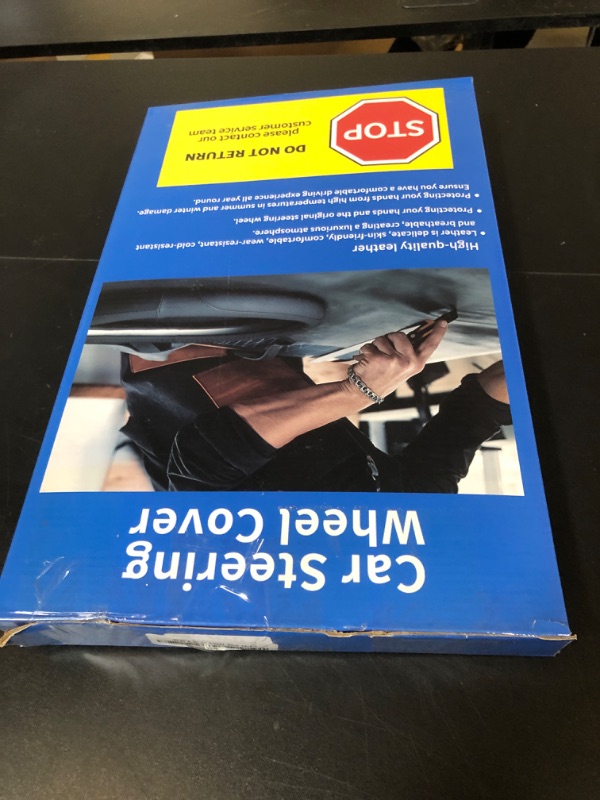 Car Steering
Wheel Cover
High-quality leather
• Leather is delicate, skin-friendly, comfortable, wear-resistant, cold-resistant
and breathable, creating a luxurious atmosphere.
• Protecting your hands and the original steering wheel.
• Protecting your hands from high temperatures in summer and winter damage.
Ensure you have a comfortable driving experience all year round.
STOP
DO NOT RETURN
please contact our
customer service team